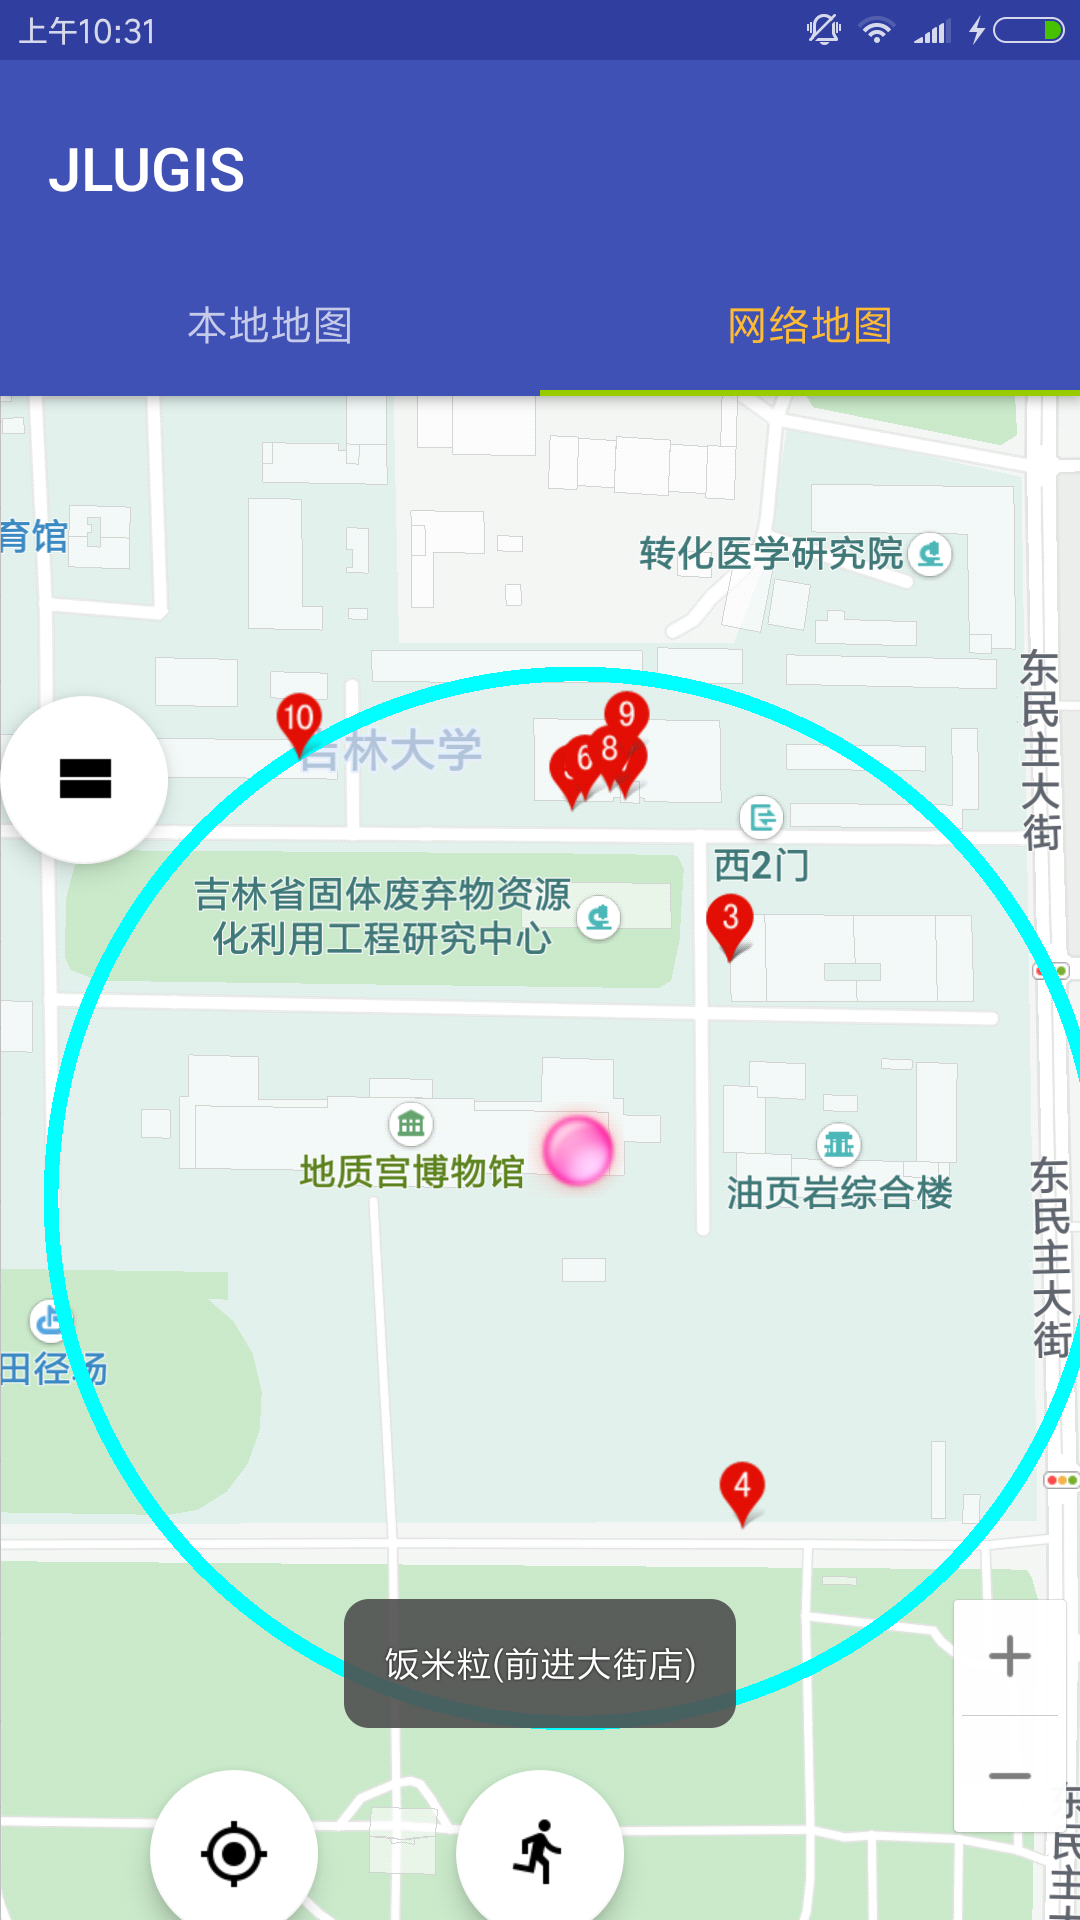 上午10:31
JLUGIS
本地地图
网络地图
育馆
转化医学研究院
东民主大街
10
9
吉林大学
6
8
西2门
吉林省固体废弃物资源
化利用工程研究中心
3
地质宫博物馆
油页岩综合楼
东民主大街
田径场
4
饭米粒(前进大街店)
东民主